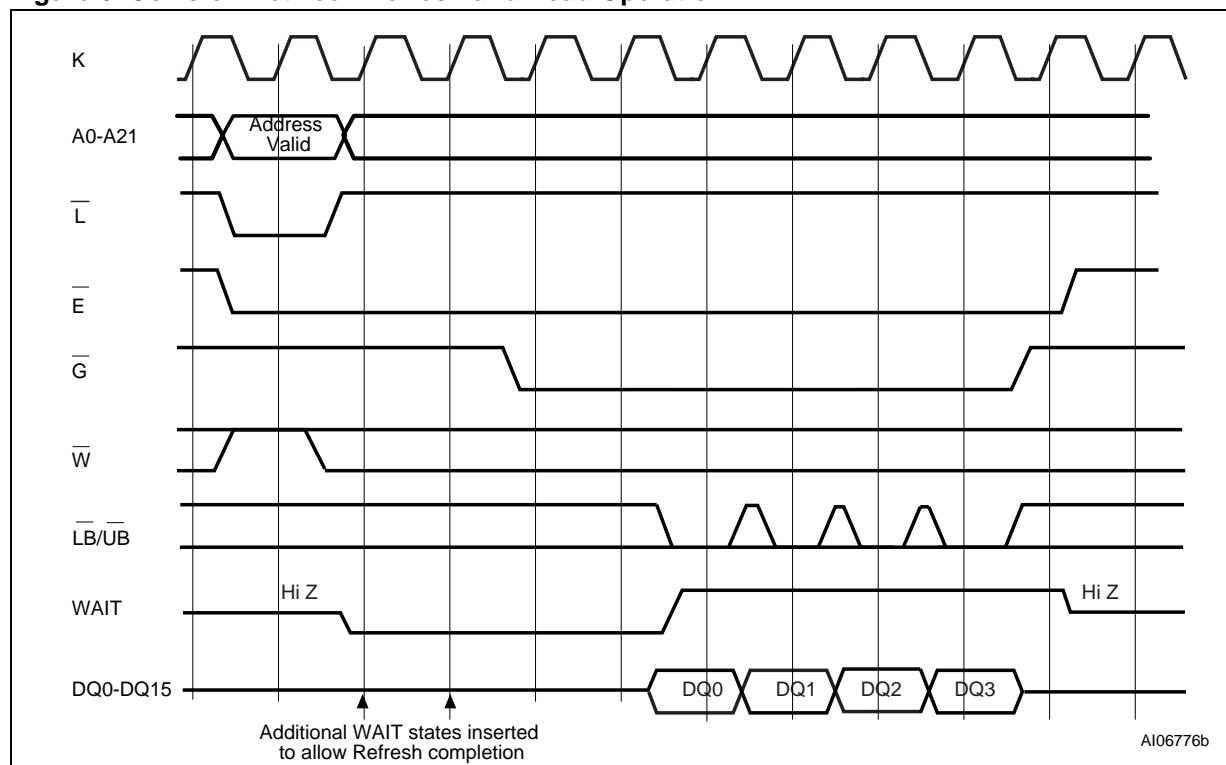 K
A0-A21
Address
Valid
L
E
G
W
LB/UB
WAIT
Hi Z
Hi Z
DQ0-DQ15
DQ0
DQ1
DQ2
DQ3
Additional WAIT states inserted
to allow Refresh completion
AI06776b